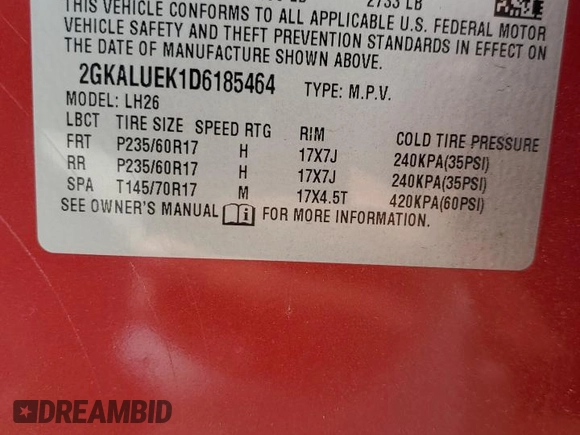 2733 LB
THIS VEHICLE CONFORMS TO ALL APPLICABLE U.S. FEDERAL MOTOR
VEHICLE SAFETY AND THEFT PREVENTION STANDARDS IN EFFECT ON
THE DATE OF MANUFACTURE SHOWN ABOVE.
2GKALUEK1D6185464 TYPE: M.P.V.
MODEL: LH26
LBCT TIRE SIZE SPEED RTG RIM COLD TIRE PRESSURE
FRT P235/60R17 H 17X7J 240KPA(35PSI)
RR P235/60R17 H 17X7J 240KPA(35PSI)
SPA T145/70R17 M 17X4.5T 420KPA(60PSI)
SEE OWNER'S MANUAL FOR MORE INFORMATION.
DREAMBID